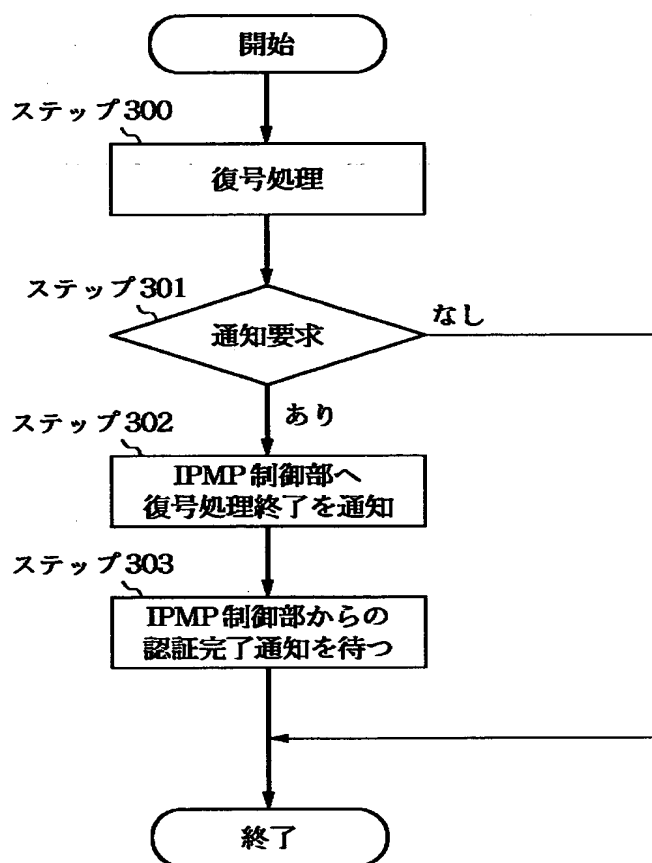 開始
ステップ300
復号処理
ステップ301
通知要求
なし
あり
ステップ302
IPMP制御部へ
復号処理終了を通知
ステップ303
IPMP制御部からの
認証完了通知を待つ
終了